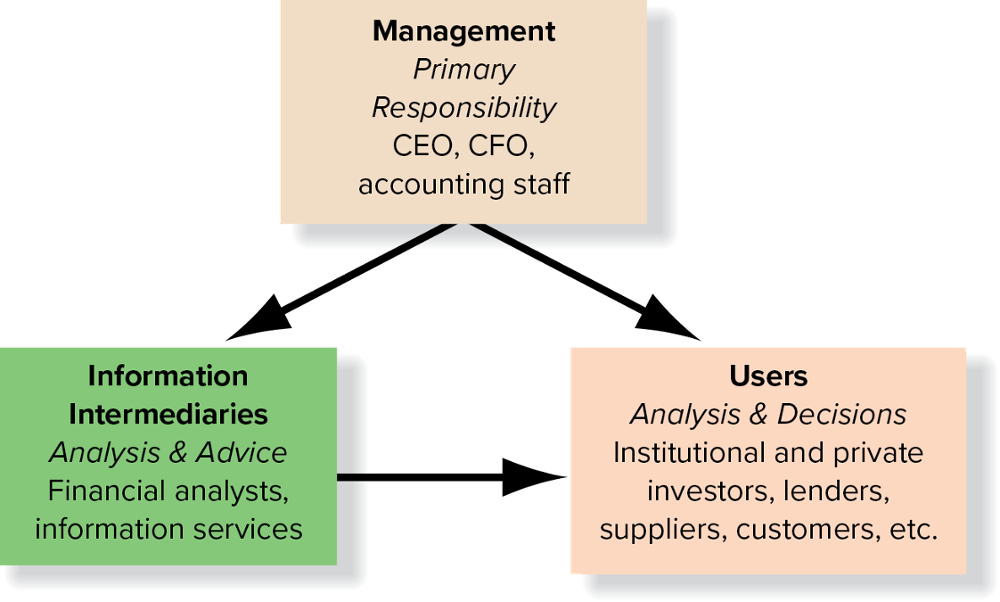 Management
Primary
Responsibility
CEO, CFO,
accounting staff
Information
Intermediaries
Analysis & Advice
Financial analysts,
information services
Users
Analysis & Decisions
Institutional and private
investors, lenders,
suppliers, customers, etc.